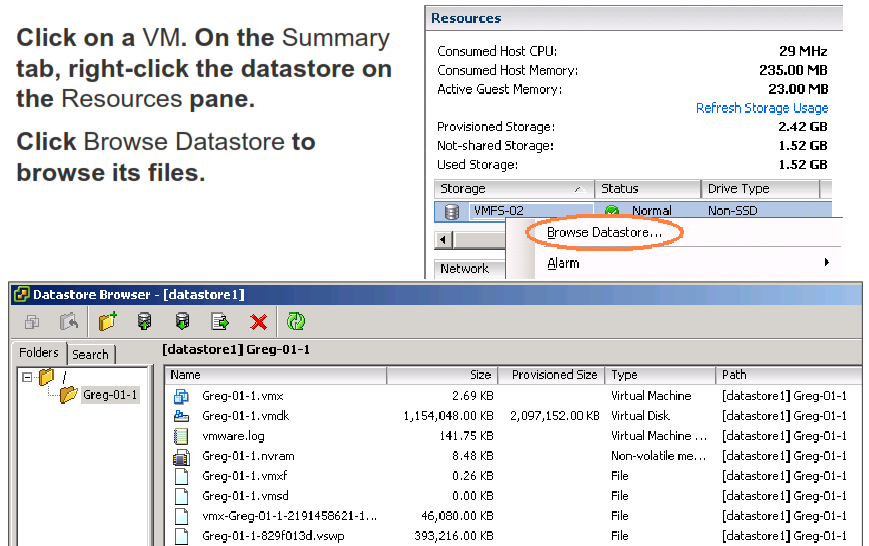 Click on a VM. On the Summary
tab, right-click the datastore on
the Resources pane.
Click Browse Datastore to
browse its files.
Resources
Consumed Host CPU: 29 MHz
Consumed Host Memory: 235.00 MB
Active Guest Memory: 23.00 MB
Refresh Storage Usage
Provisioned Storage: 2.42 GB
Not-shared Storage: 1.52 GB
Used Storage: 1.52 GB
Storage Status Drive Type
VMFS-02 Normal Non-SSD
Browse Datastore...
Network Alarm
Datastore Browser - [datastore1]
Folders Search [datastore1] Greg-01-1
/
Greg-01-1
Name Size Provisioned Size Type Path
Greg-01-1.vmx 2.69 KB Virtual Machine [datastore1] Greg-01-1
Greg-01-1.vmdk 1,154,048.00 KB 2,097,152.00 KB Virtual Disk [datastore1] Greg-01-1
vmware.log 141.75 KB Virtual Machine ... [datastore1] Greg-01-1
Greg-01-1.nvram 8.48 KB Non-volatile me... [datastore1] Greg-01-1
Greg-01-1.vmxf 0.26 KB File [datastore1] Greg-01-1
Greg-01-1.vmsd 0.00 KB File [datastore1] Greg-01-1
vmx-Greg-01-1-2191458621-1... 46,080.00 KB File [datastore1] Greg-01-1
Greg-01-1-829f013d.vswp 393,216.00 KB File [datastore1] Greg-01-1